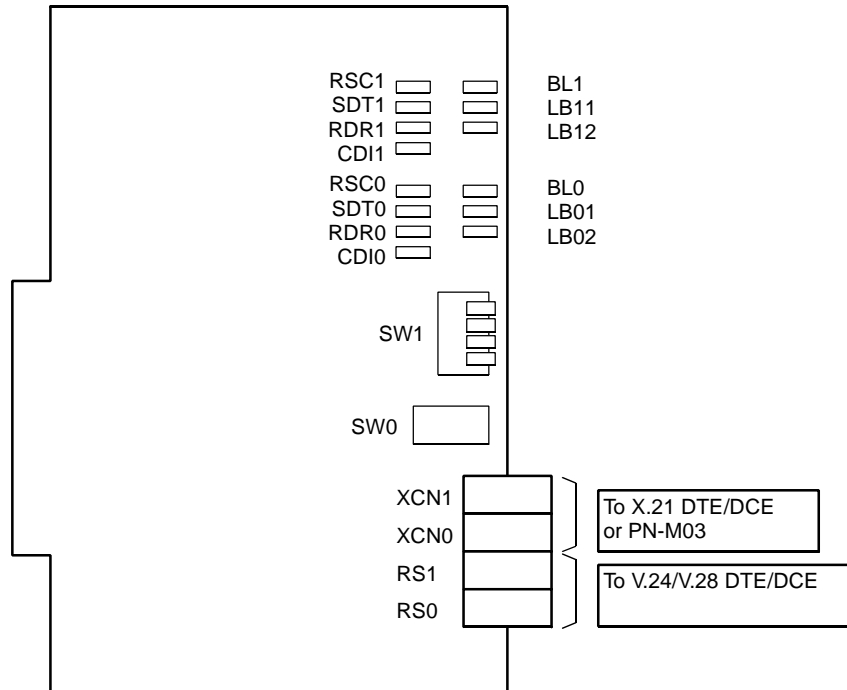 RSC1
SDT1
RDR1
CDI1
BL1
LB11
LB12
RSC0
SDT0
RDR0
CDI0
BL0
LB01
LB02
SW1
SW0
XCN1
XCN0
RS1
RS0
To X.21 DTE/DCE
or PN-M03
To V.24/V.28 DTE/DCE